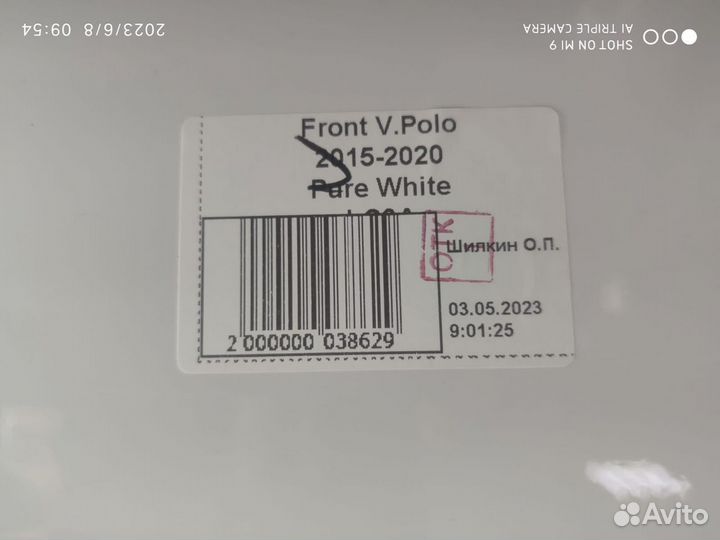 2023/6/8 09:54
SHOT ON MI 9
AI TRIPLE CAMERA
Front V.Polo
2015-2020
Pure White
ОТК
Шилкин О.П.
03.05.2023
9:01:25
2 000000 038629
Avito